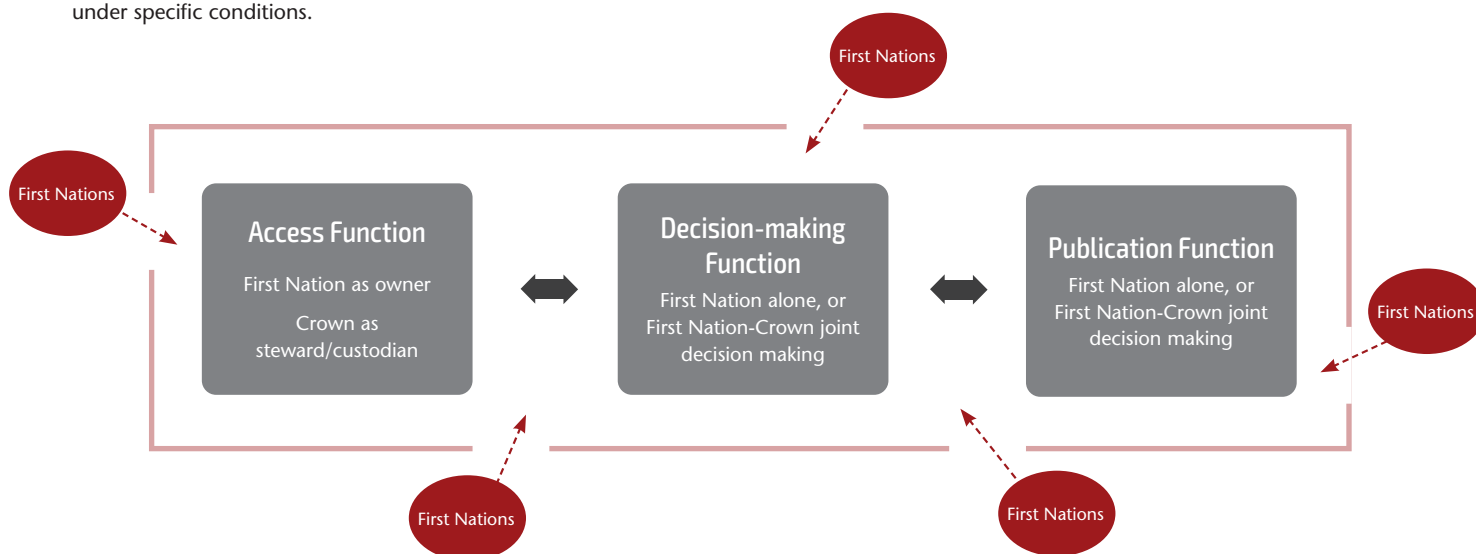 under specific conditions.
First Nations
First Nations
Access Function
First Nation as owner
Crown as
steward/custodian
Decision-making
Function
First Nation alone, or
First Nation-Crown joint
decision making
Publication Function
First Nation alone, or
First Nation-Crown joint
decision making
First Nations
First Nations
First Nations